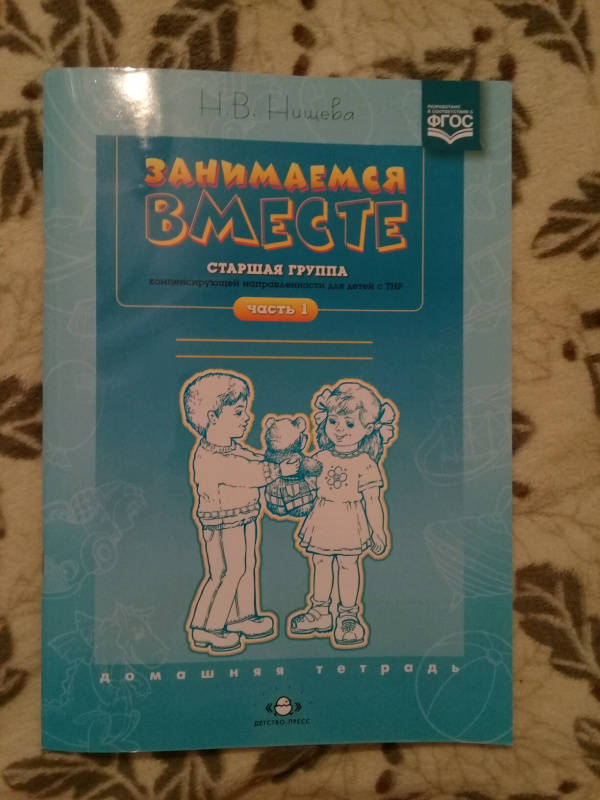 Н.В. Нищева
РАЗРАБОТАНО
В СООТВЕТСТВИИ С
ФГОС
ЗАНИМАЕМСЯ
ВМЕСТЕ
СТАРШАЯ ГРУППА
компенсирующей направленности для детей с ТНР
часть 1
домашняя тетрадь
ДЕТСТВО-ПРЕСС